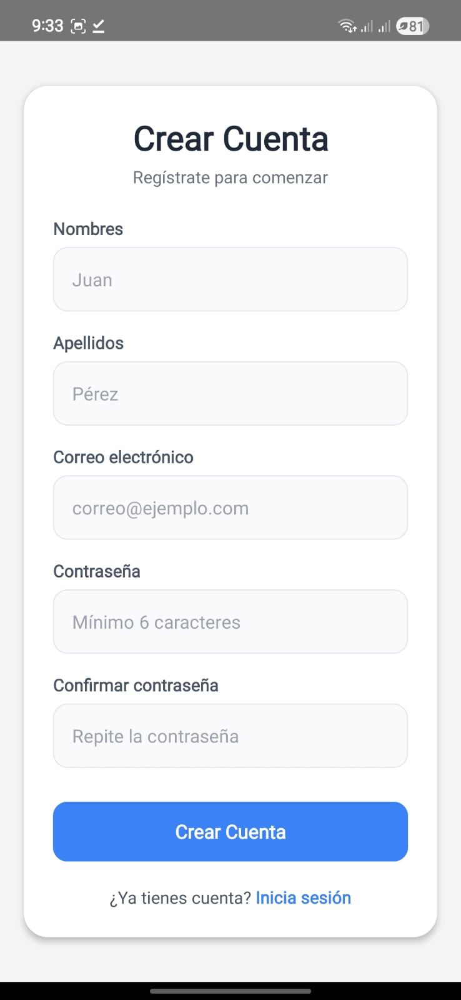 9:33
81
Crear Cuenta
Regístrate para comenzar
Nombres
Juan
Apellidos
Pérez
Correo electrónico
correo@ejemplo.com
Contraseña
Mínimo 6 caracteres
Confirmar contraseña
Repite la contraseña
Crear Cuenta
¿Ya tienes cuenta? Inicia sesión